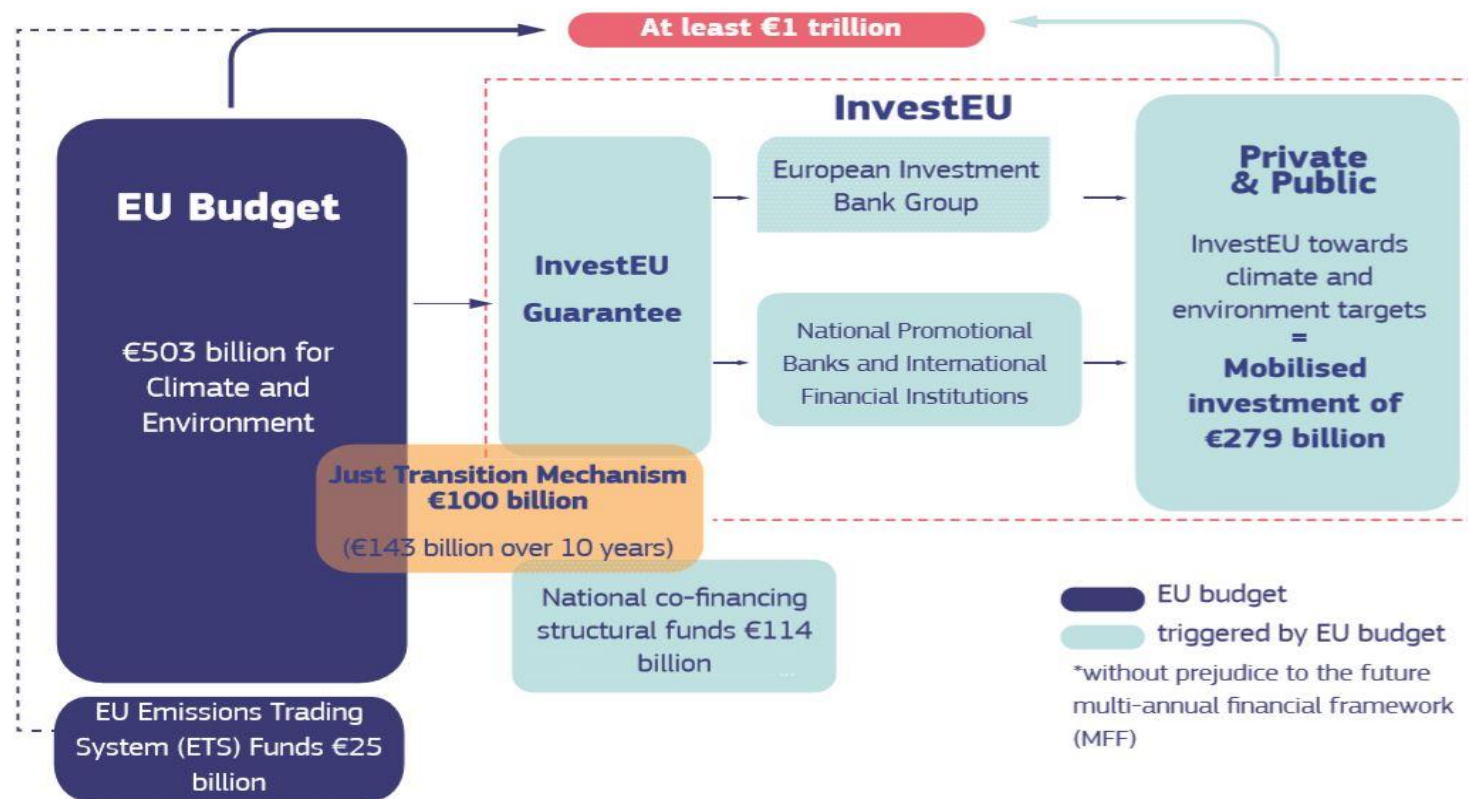 At least €1 trillion
EU Budget
€503 billion for
Climate and
Environment
InvestEU
InvestEU
Guarantee
European Investment
Bank Group
National Promotional
Banks and International
Financial Institutions
Private
& Public
InvestEU towards
climate and
environment targets
=
Mobilised
investment of
€279 billion
Just Transition Mechanism
€100 billion
(€143 billion over 10 years)
National co-financing
structural funds €114
billion
...
EU Emissions Trading
System (ETS) Funds €25
billion
EU budget
triggered by EU budget
*without prejudice to the future
multi-annual financial framework
(MFF)